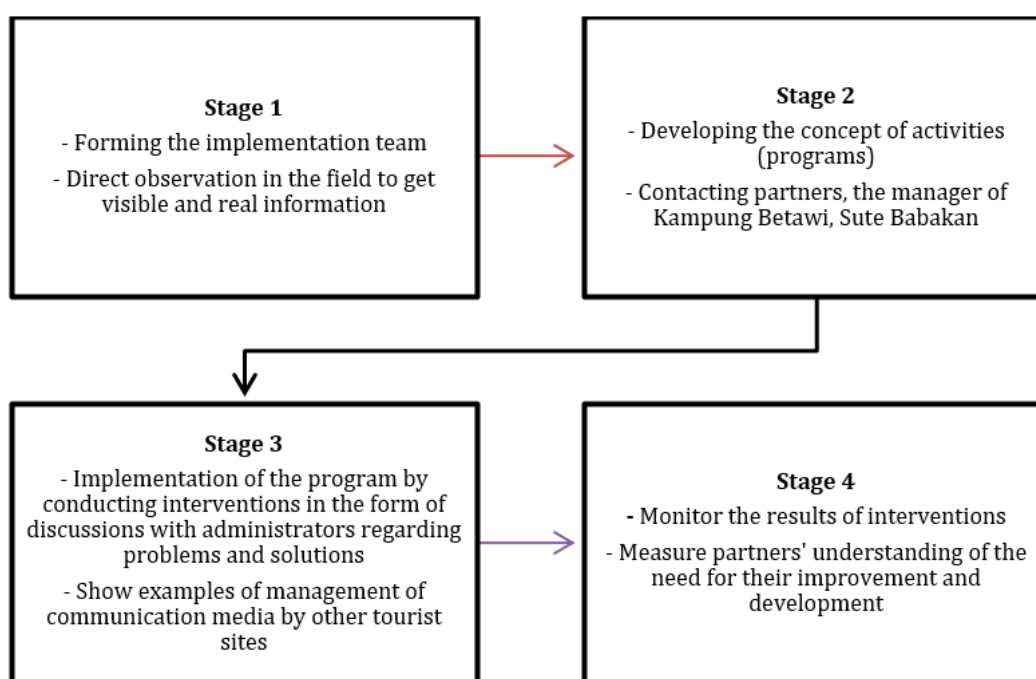 Stage 1
- Forming the implementation team
- Direct observation in the field to get
visible and real information
Stage 2
- Developing the concept of activities
(programs)
- Contacting partners, the manager of
Kampung Betawi, Sute Babakan
Stage 3
- Implementation of the program by
conducting interventions in the form of
discussions with administrators regarding
problems and solutions
- Show examples of management of
communication media by other tourist
sites
Stage 4
- Monitor the results of interventions
- Measure partners' understanding of the
need for their improvement and
development